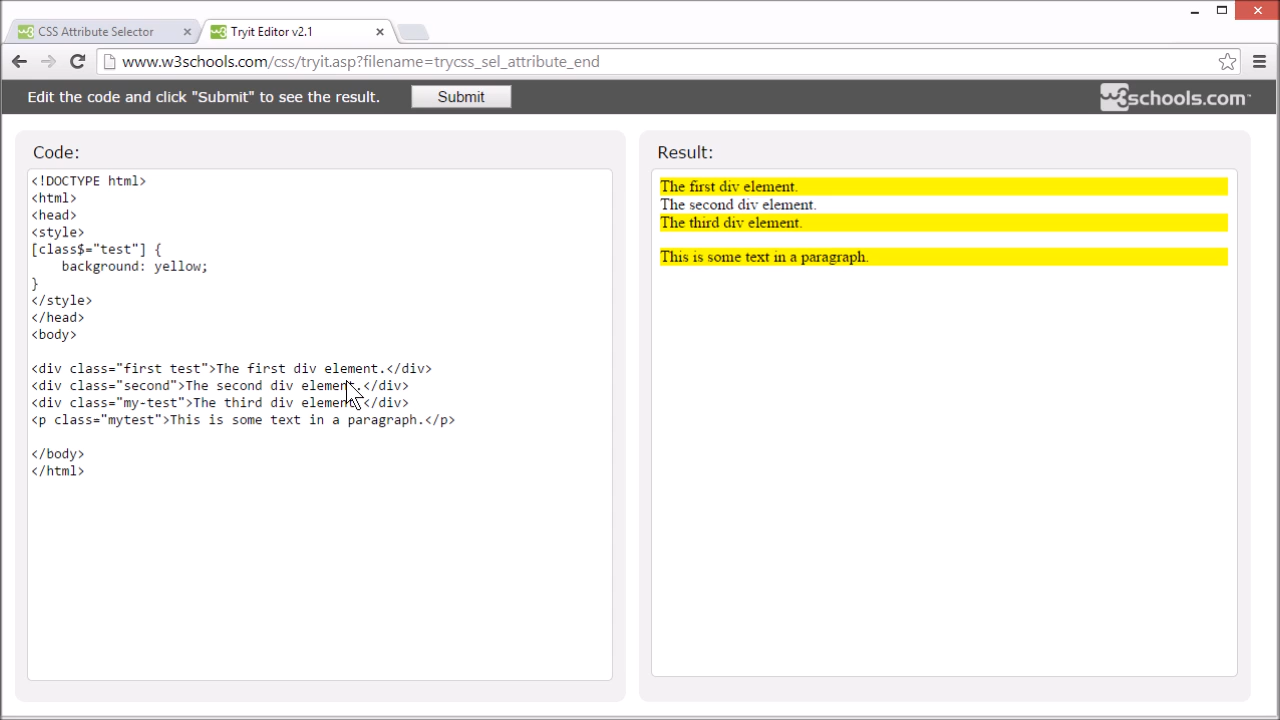 CSS Attribute Selector
Tryit Editor v2.1
www.w3schools.com/css/tryit.asp?filename=trycss_sel_attribute_end
Edit the code and click "Submit" to see the result.
Submit
w3schools.com™
Code:
<!DOCTYPE html>
<html>
<head>
<style>
[class$="test"] {
    background: yellow;
}
</style>
</head>
<body>
<div class="first test">The first div element.</div>
<div class="second">The second div element.</div>
<div class="my-test">The third div element.</div>
<p class="mytest">This is some text in a paragraph.</p>
</body>
</html>
Result:
The first div element.
The second div element.
The third div element.
This is some text in a paragraph.